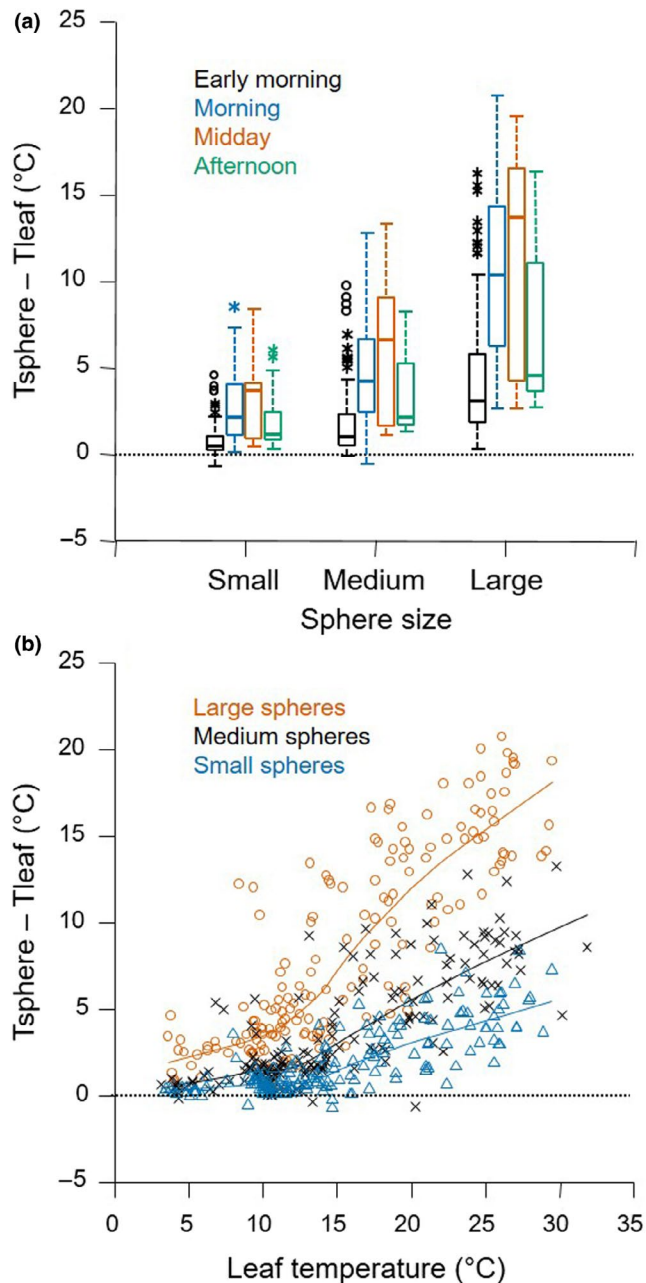 (a)
25
20
15
10
5
0
–5
Tsphere – Tleaf (°C)
Early morning
Morning
Midday
Afternoon
Small Medium Large
Sphere size
(b)
25
20
15
10
5
0
–5
Tsphere – Tleaf (°C)
Large spheres
Medium spheres
Small spheres
0 5 10 15 20 25 30 35
Leaf temperature (°C)